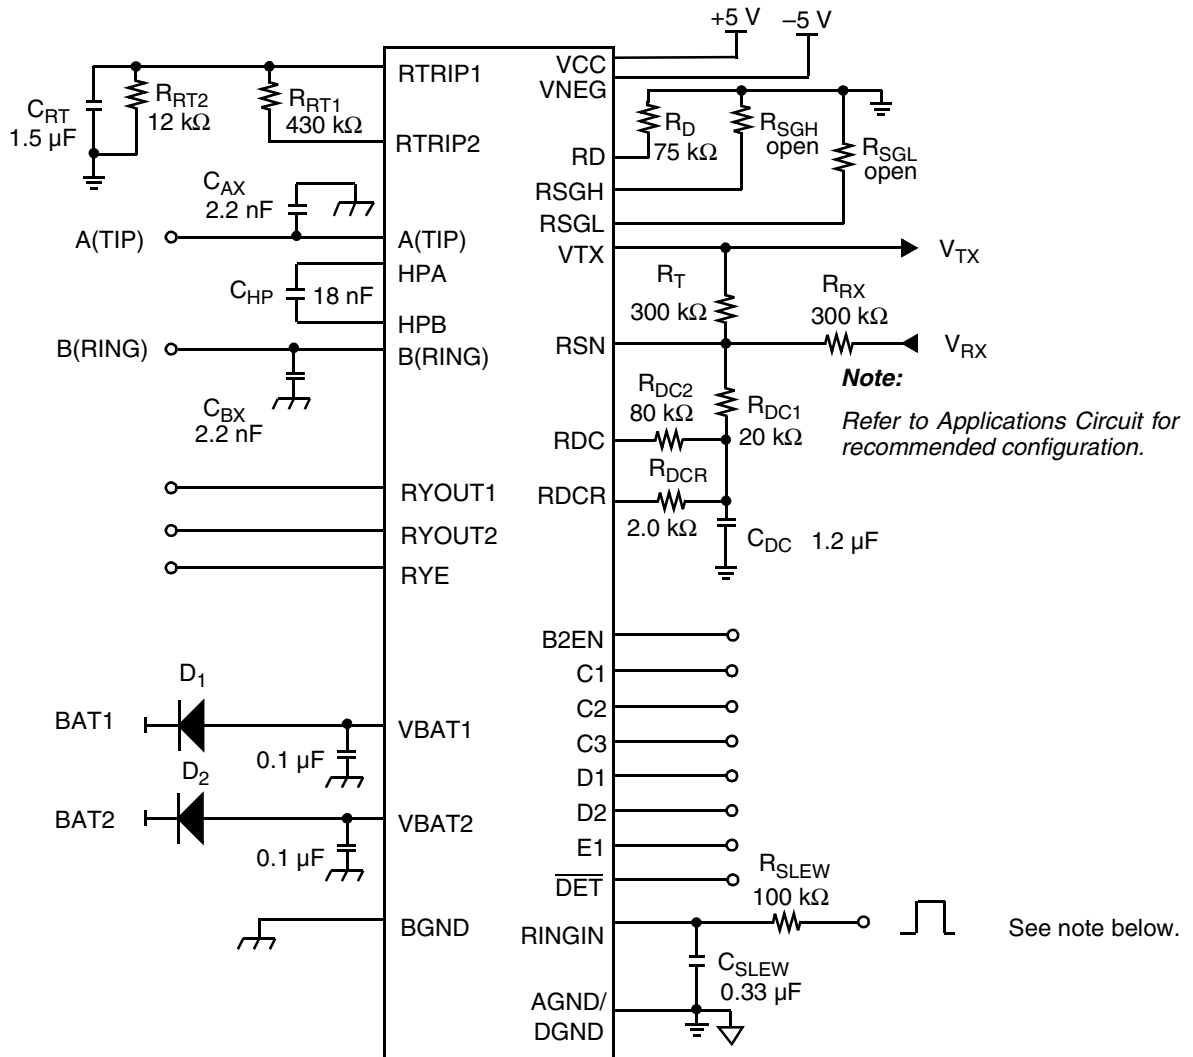 +5 V
–5 V
RTRIP1
VCC
VNEG
C_RT
1.5 µF
R_RT2
12 kΩ
R_RT1
430 kΩ
RTRIP2
R_D
75 kΩ
R_SGH
open
R_SGL
open
RD
RSGH
RSGL
C_AX
2.2 nF
A(TIP)
A(TIP)
VTX
V_TX
HPA
C_HP
18 nF
HPB
R_T
300 kΩ
R_RX
300 kΩ
B(RING)
B(RING)
RSN
V_RX
Note:
Refer to Applications Circuit for
recommended configuration.
C_BX
2.2 nF
R_DC2
80 kΩ
R_DC1
20 kΩ
RDC
R_DCR
2.0 kΩ
RDCR
C_DC 1.2 µF
RYOUT1
RYOUT2
RYE
B2EN
C1
C2
C3
D1
D2
E1
DET
D_1
BAT1
VBAT1
0.1 µF
D_2
BAT2
VBAT2
0.1 µF
BGND
R_SLEW
100 kΩ
RINGIN
See note below.
C_SLEW
0.33 µF
AGND/
DGND